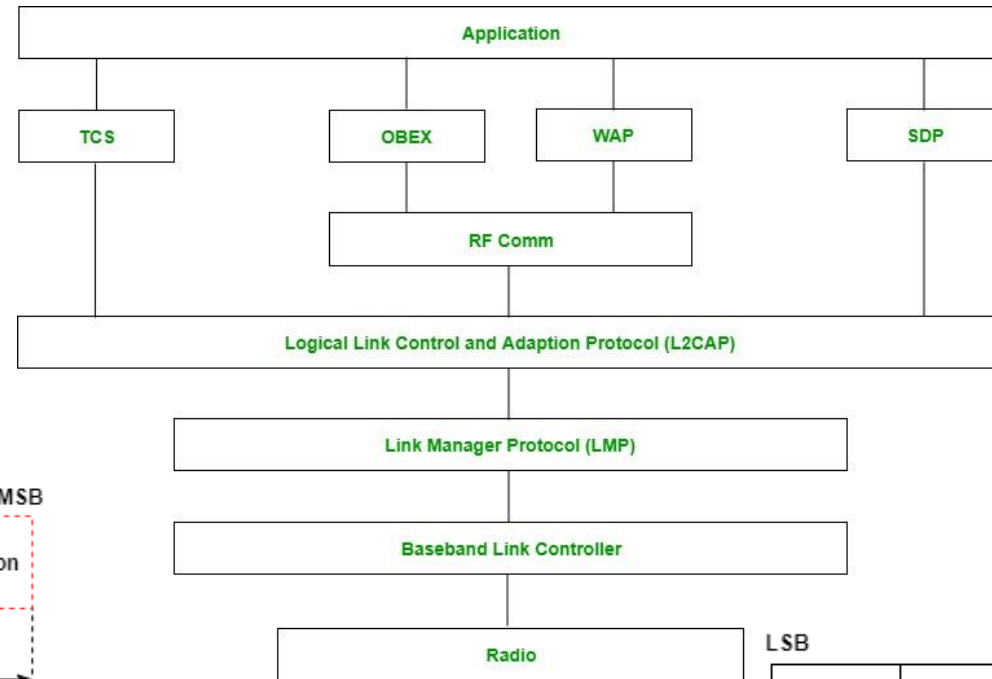 Application
TCS
OBEX
WAP
SDP
RF Comm
Logical Link Control and Adaption Protocol (L2CAP)
Link Manager Protocol (LMP)
MSB
Baseband Link Controller
on
LSB
Radio